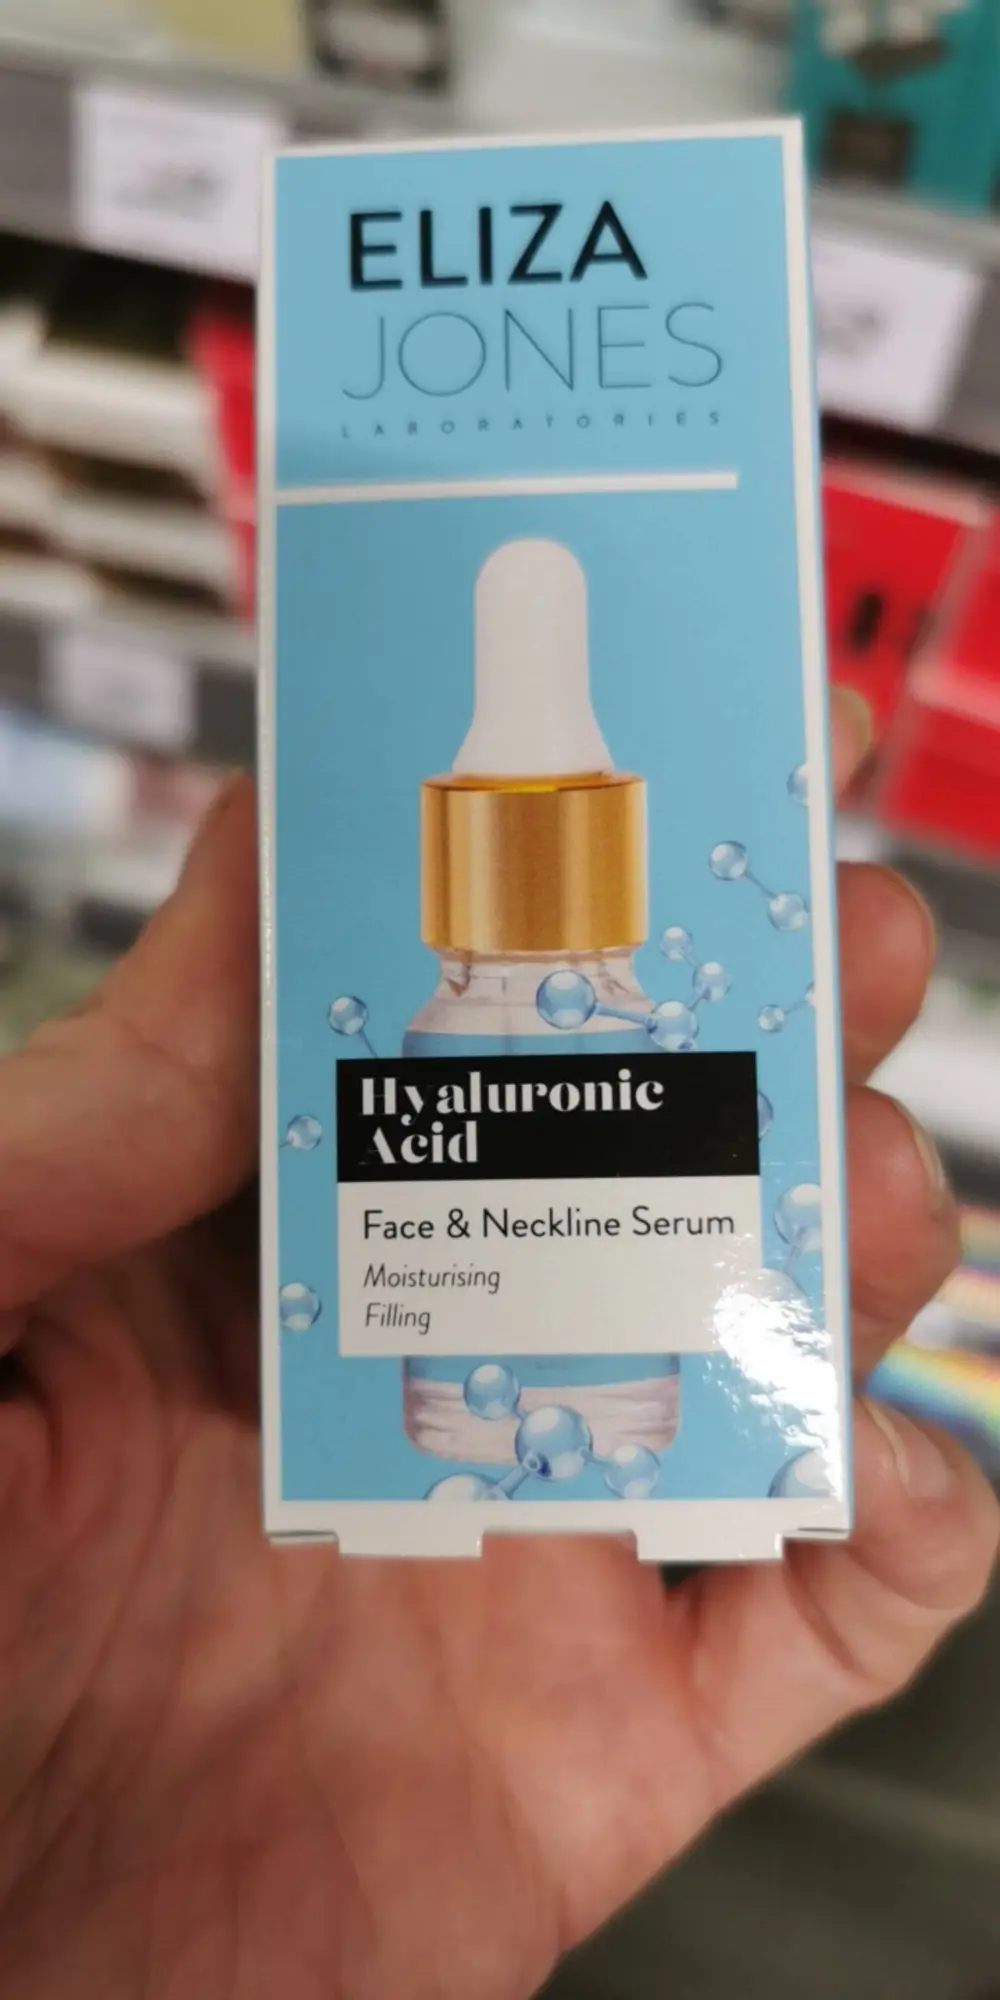 ELIZA
JONES
LABORATORIES
Hyaluronic
Acid
Face & Neckline Serum
Moisturising
Filling